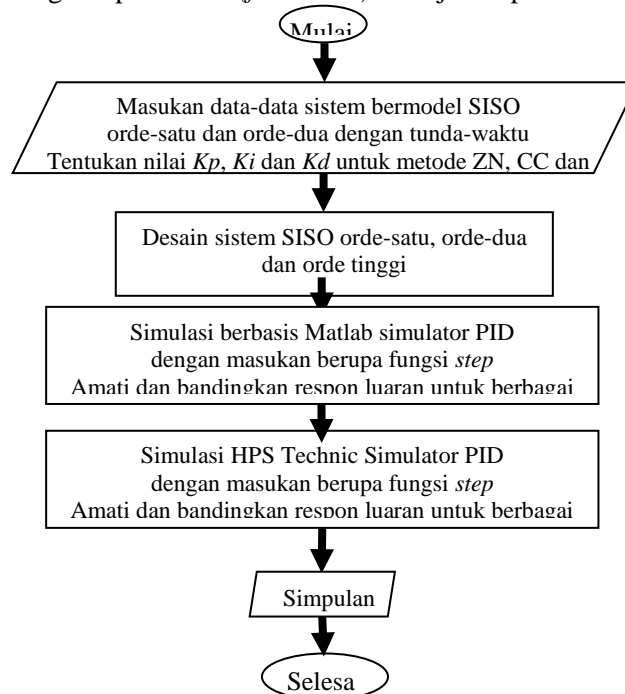 Mulai
Masukan data-data sistem bermodel SISO
orde-satu dan orde-dua dengan tunda-waktu
Tentukan nilai Kp, Ki dan Kd untuk metode ZN, CC dan
Desain sistem SISO orde-satu, orde-dua
dan orde tinggi
Simulasi berbasis Matlab simulator PID
dengan masukan berupa fungsi step
Amati dan bandingkan respon luaran untuk berbagai
Simulasi HPS Technic Simulator PID
dengan masukan berupa fungsi step
Amati dan bandingkan respon luaran untuk berbagai
Simpulan
Selesa